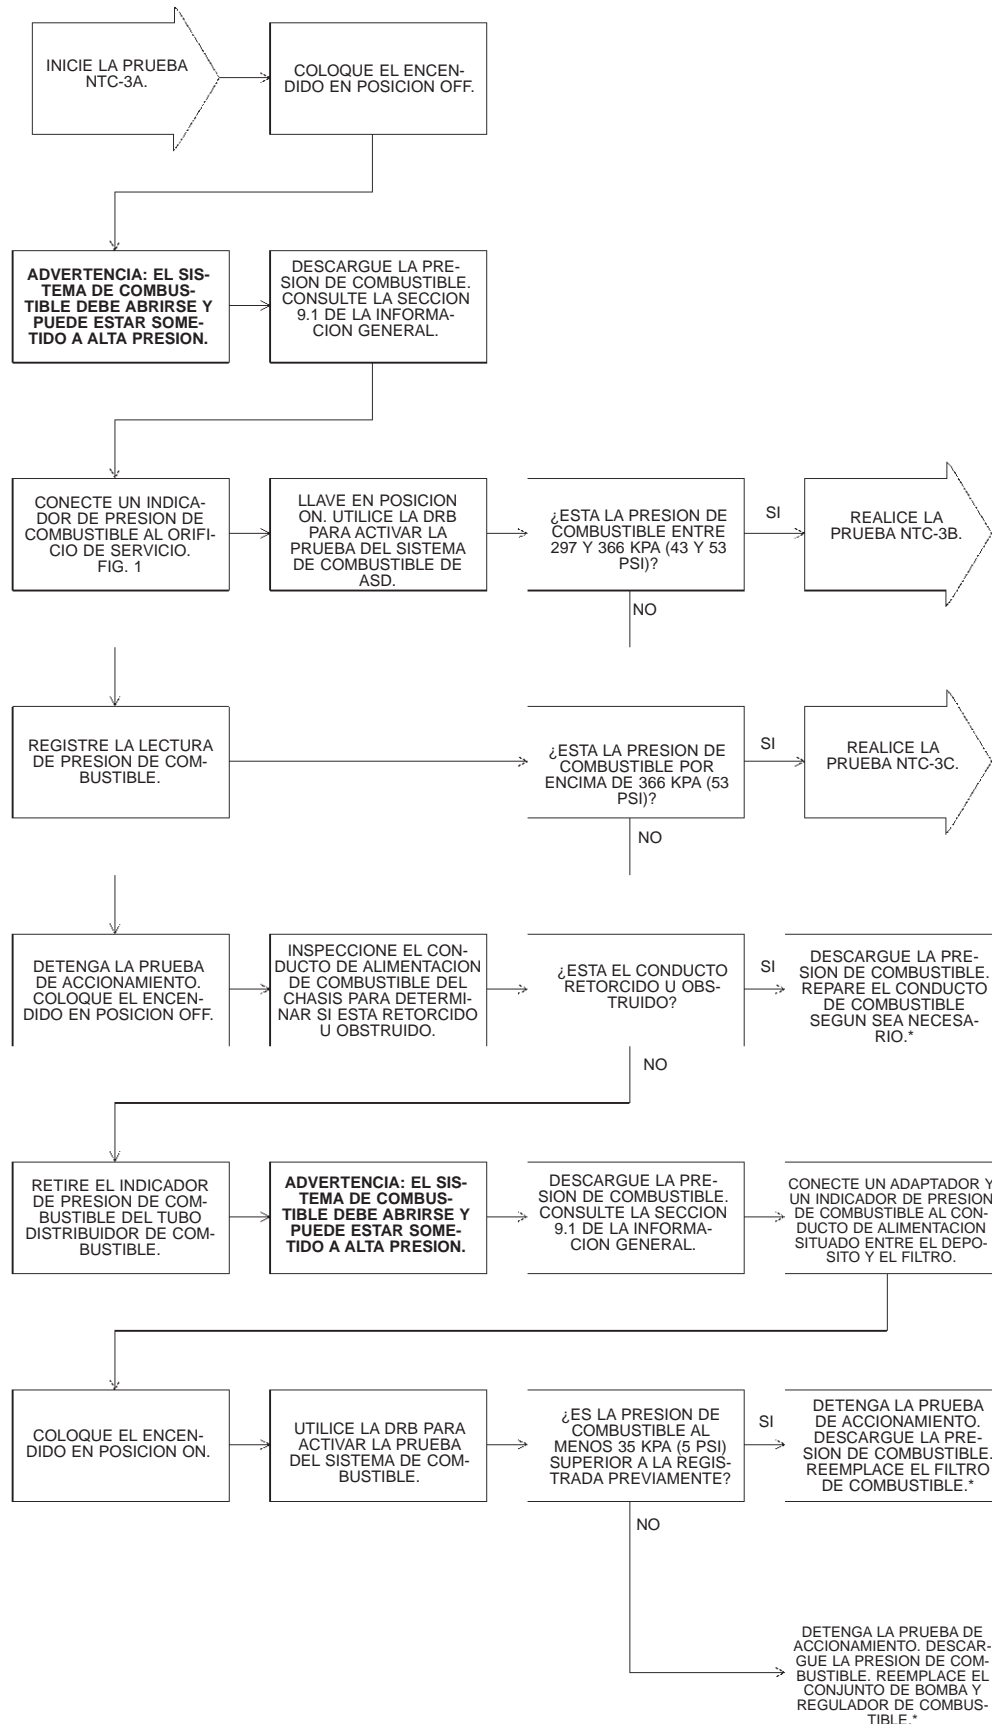 INICIE LA PRUEBA
NTC-3A.
COLOQUE EL ENCEN-
DIDO EN POSICION OFF.
ADVERTENCIA: EL SIS-
TEMA DE COMBUS-
TIBLE DEBE ABRIRSE Y
PUEDE ESTAR SOME-
TIDO A ALTA PRESION.
DESCARGUE LA PRE-
SION DE COMBUSTIBLE.
CONSULTE LA SECCION
9.1 DE LA INFORMA-
CION GENERAL.
CONECTE UN INDICA-
DOR DE PRESION DE
COMBUSTIBLE AL ORIFI-
CIO DE SERVICIO.
FIG. 1
LLAVE EN POSICION
ON. UTILICE LA DRB
PARA ACTIVAR LA
PRUEBA DEL SISTEMA
DE COMBUSTIBLE DE
ASD.
¿ESTA LA PRESION DE
COMBUSTIBLE ENTRE
297 Y 366 KPA (43 Y 53
PSI)?
SI
REALICE LA
PRUEBA NTC-3B.
NO
REGISTRE LA LECTURA
DE PRESION DE COM-
BUSTIBLE.
¿ESTA LA PRESION DE
COMBUSTIBLE POR
ENCIMA DE 366 KPA (53
PSI)?
SI
REALICE LA
PRUEBA NTC-3C.
NO
DETENGA LA PRUEBA
DE ACCIONAMIENTO.
COLOQUE EL ENCEN-
DIDO EN POSICION OFF.
INSPECCIONE EL CON-
DUCTO DE ALIMENTACION
DE COMBUSTIBLE DEL
CHASIS PARA DETERMI-
NAR SI ESTA RETORCIDO
U OBSTRUIDO.
¿ESTA EL CONDUCTO
RETORCIDO U OBS-
TRUIDO?
SI
DESCARGUE LA PRE-
SION DE COMBUSTIBLE.
REPARE EL CONDUCTO
DE COMBUSTIBLE
SEGUN SEA NECESA-
RIO.*
NO
RETIRE EL INDICADOR
DE PRESION DE COM-
BUSTIBLE DEL TUBO
DISTRIBUIDOR DE COM-
BUSTIBLE.
ADVERTENCIA: EL SIS-
TEMA DE COMBUS-
TIBLE DEBE ABRIRSE Y
PUEDE ESTAR SOME-
TIDO A ALTA PRESION.
DESCARGUE LA PRE-
SION DE COMBUSTIBLE.
CONSULTE LA SECCION
9.1 DE LA INFORMA-
CION GENERAL.
CONECTE UN ADAPTADOR Y
UN INDICADOR DE PRESION
DE COMBUSTIBLE AL CON-
DUCTO DE ALIMENTACION
SITUADO ENTRE EL DEPO-
SITO Y EL FILTRO.
COLOQUE EL ENCEN-
DIDO EN POSICION ON.
UTILICE LA DRB PARA
ACTIVAR LA PRUEBA
DEL SISTEMA DE COM-
BUSTIBLE.
¿ES LA PRESION DE
COMBUSTIBLE AL
MENOS 35 KPA (5 PSI)
SUPERIOR A LA REGIS-
TRADA PREVIAMENTE?
SI
DETENGA LA PRUEBA
DE ACCIONAMIENTO.
DESCARGUE LA PRE-
SION DE COMBUSTIBLE.
REEMPLACE EL FILTRO
DE COMBUSTIBLE.*
NO
DETENGA LA PRUEBA DE
ACCIONAMIENTO. DESCAR-
GUE LA PRESION DE COM-
BUSTIBLE. REEMPLACE EL
CONJUNTO DE BOMBA Y
REGULADOR DE COMBUS-
TIBLE.*